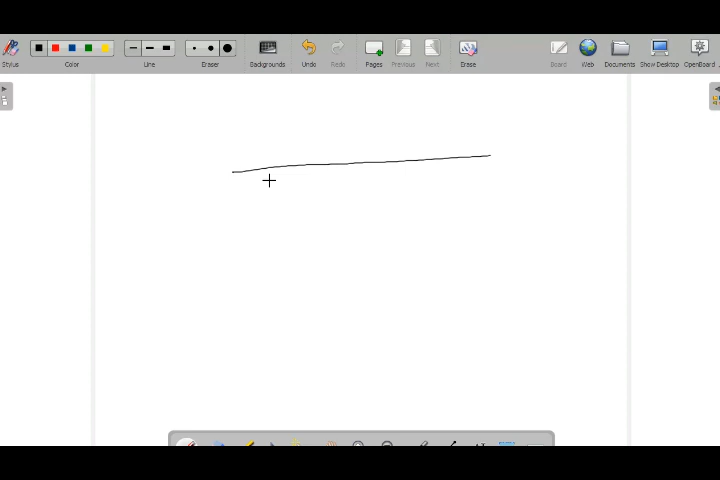 Stylus Color Line Eraser Backgrounds Undo Redo Pages Previous Next Erase Board Web Documents Show Desktop OpenBoard